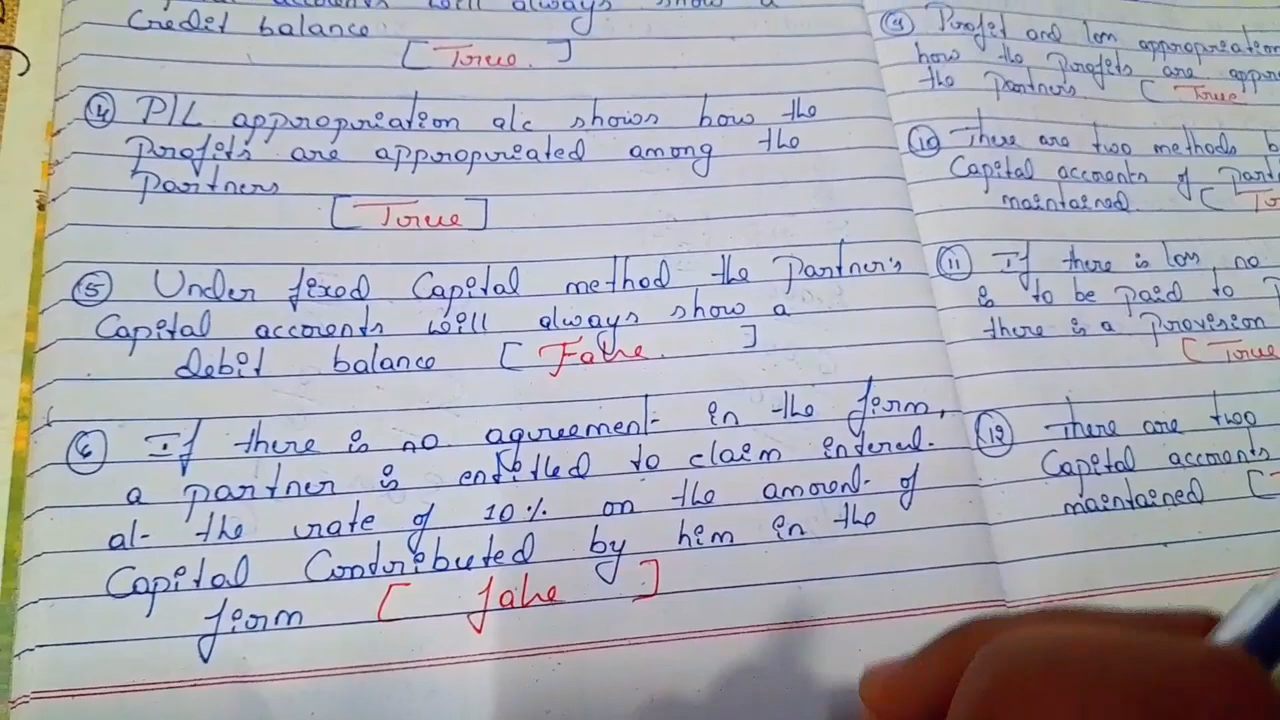 accounts will always show a
Credit balance
[ True. ]
④ P/L appropriation a/c shows how the
Profits are appropriated among the
Partners
[ True ]
⑤ Under fixed Capital method the Partner's
Capital accounts will always show a
debit balance [ False. ]
⑥ If there is no agreement in the firm,
a partner is entitled to claim interest
at the rate of 10% on the amount of
Capital Contributed by him in the
firm [ false ]
⑨ Profit and loss appropriation
how the profits are
the Partners [ True
⑩ There are two methods
Capital accounts of
maintained [
⑪ If there is loss, no
is to be paid to
there is a Provision
[ True
⑫ There are two
Capital accounts
maintained [